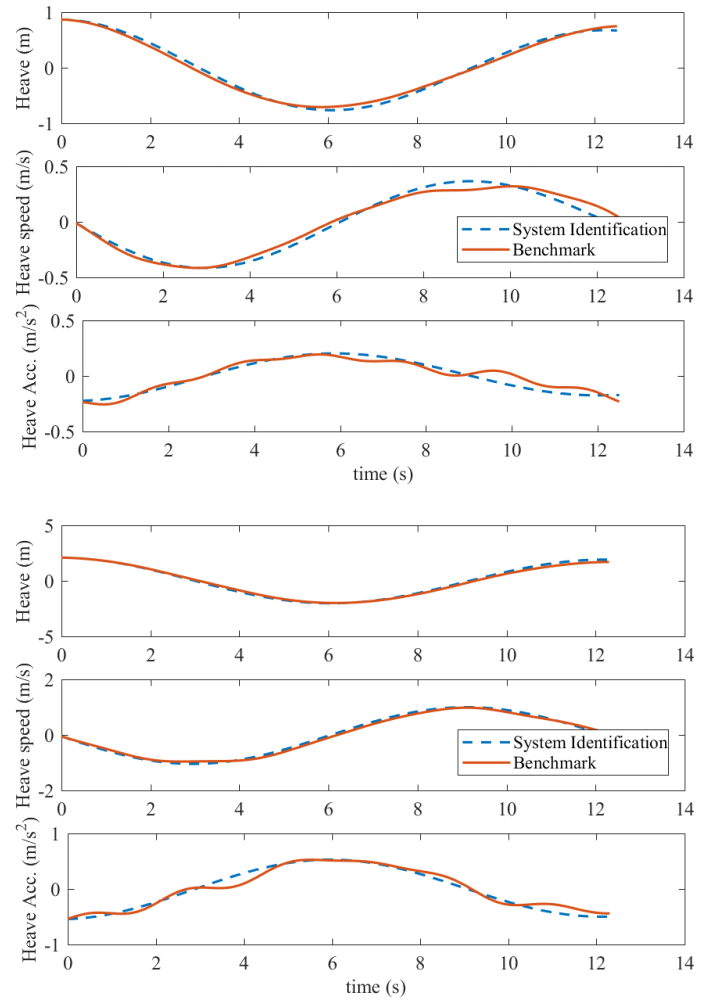 1
0
-1
Heave (m)
0 2 4 6 8 10 12 14
0.5
0
-0.5
Heave speed (m/s)
System Identification
Benchmark
0 2 4 6 8 10 12 14
0.5
0
-0.5
Heave Acc. (m/s²)
0 2 4 6 8 10 12 14
time (s)
5
0
-5
Heave (m)
0 2 4 6 8 10 12 14
2
0
-2
Heave speed (m/s)
System Identification
Benchmark
0 2 4 6 8 10 12 14
1
0
-1
Heave Acc. (m/s²)
0 2 4 6 8 10 12 14
time (s)